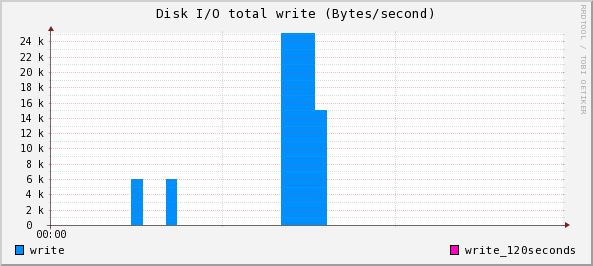 Disk I/O total write (Bytes/second)
24 k
22 k
20 k
18 k
16 k
14 k
12 k
10 k
8 k
6 k
4 k
2 k
0
00:00
write
write_120seconds
RRDTOOL / TOBI OETIKER